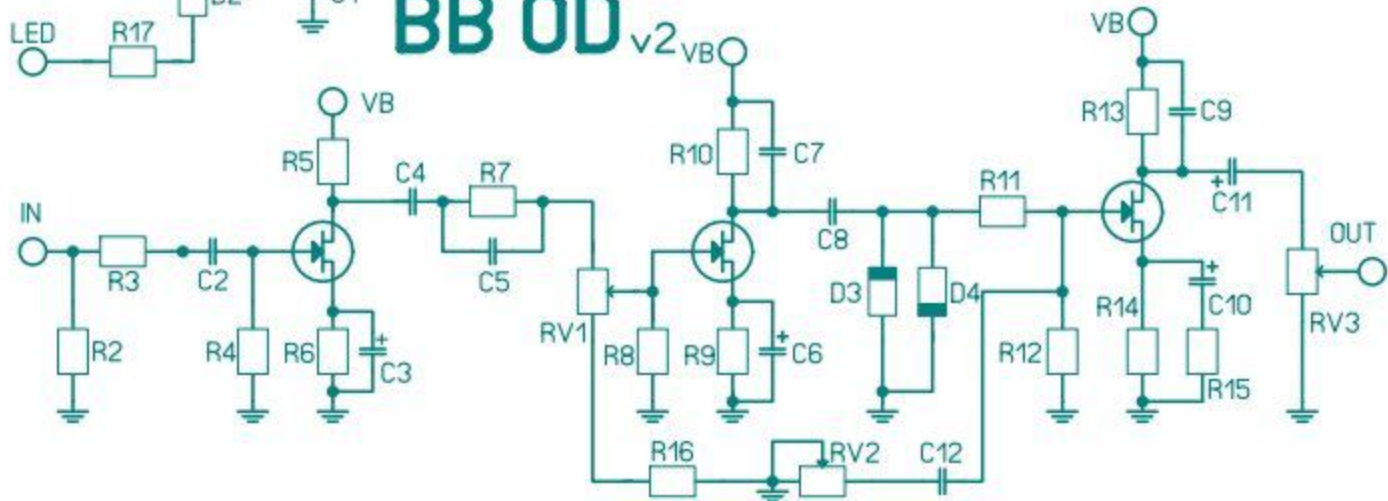 LED
R17
BB OD v2
VB
VB
VB
R5
C4
R7
R10
C7
R13
C9
IN
R3
C2
C5
C8
R11
C11
OUT
RV1
D3
D4
C10
R2
R4
R6
C3
R8
R9
C6
R12
R14
R15
RV3
R16
RV2
C12